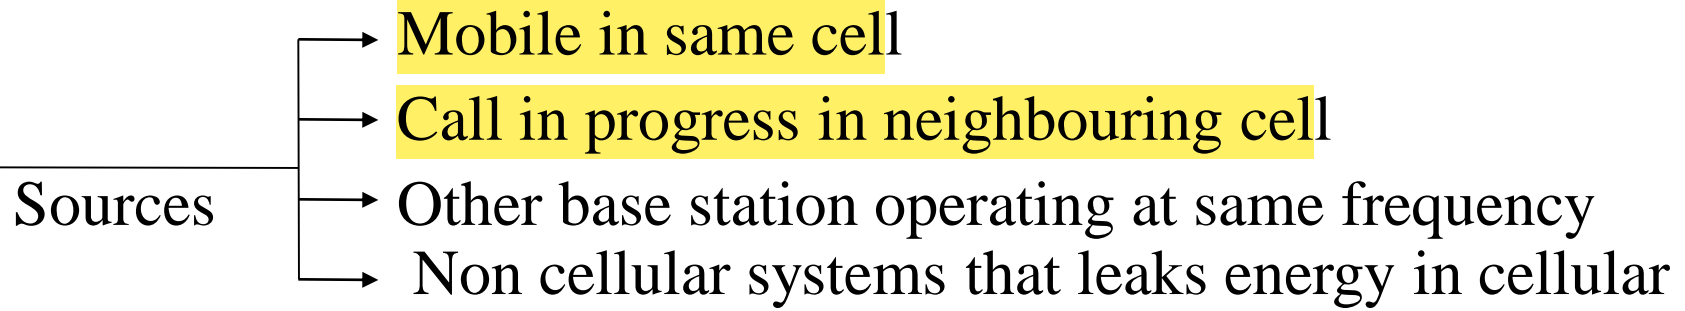 Mobile in same cell
Call in progress in neighbouring cell
Sources
Other base station operating at same frequency
Non cellular systems that leaks energy in cellular